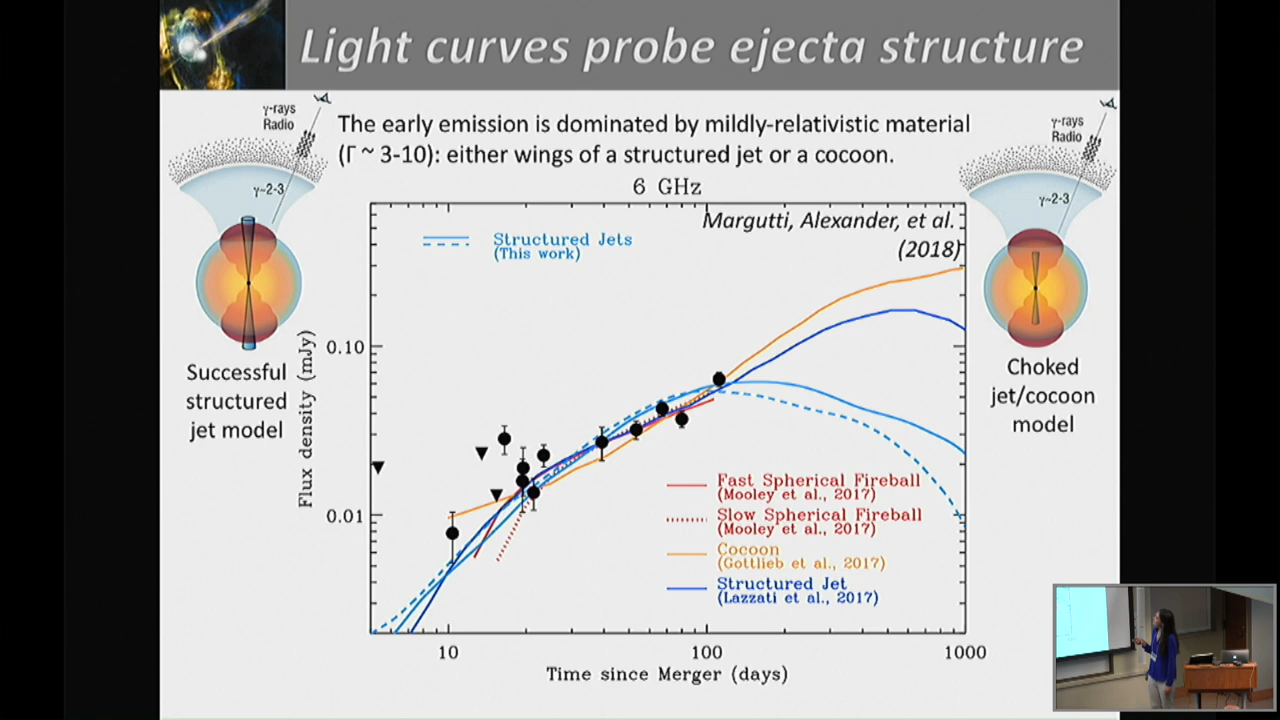 Light curves probe ejecta structure
γ-rays
Radio
γ~2-3
Successful
structured
jet model
The early emission is dominated by mildly-relativistic material
(Γ ~ 3-10): either wings of a structured jet or a cocoon.
6 GHz
Margutti, Alexander, et al.
(2018)
Structured Jets
(This work)
Flux density (mJy)
0.10
0.01
Fast Spherical Fireball
(Mooley et al., 2017)
Slow Spherical Fireball
(Mooley et al., 2017)
Cocoon
(Gottlieb et al., 2017)
Structured Jet
(Lazzati et al., 2017)
10
100
1000
Time since Merger (days)
γ-rays
Radio
γ~2-3
Choked
jet/cocoon
model